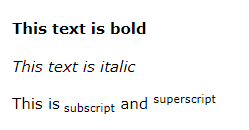 This text is bold
This text is italic
This is subscript and superscript